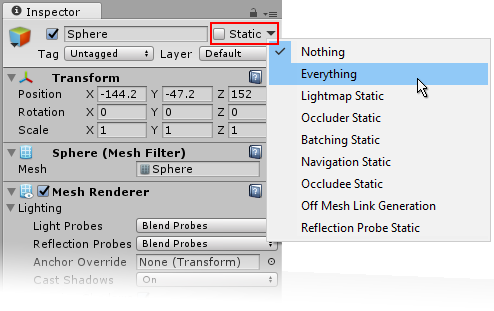 Inspector
Sphere Static
Tag Untagged Layer Default
Transform
Position X -144.2 Y -47.2 Z 152
Rotation X 0 Y 0 Z 0
Scale X 1 Y 1 Z 1
Sphere (Mesh Filter)
Mesh Sphere
Mesh Renderer
Lighting
Light Probes Blend Probes
Reflection Probes Blend Probes
Anchor Override None (Transform)
Cast Shadows On
Nothing
Everything
Lightmap Static
Occluder Static
Batching Static
Navigation Static
Occludee Static
Off Mesh Link Generation
Reflection Probe Static